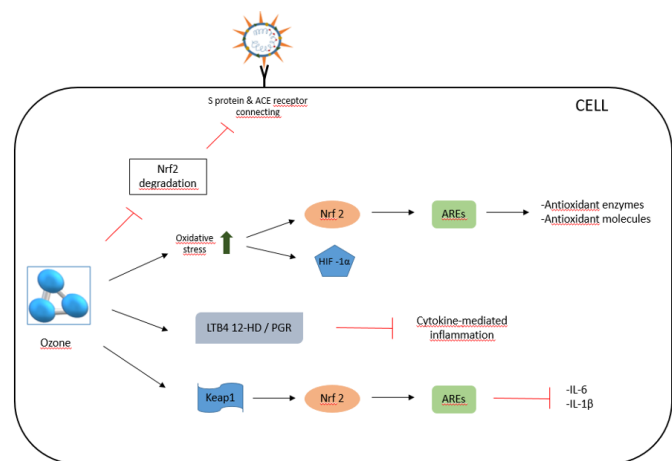 S protein & ACE receptor
connecting
CELL
Nrf2
degradation
Nrf 2
AREs
-Antioxidant enzymes
-Antioxidant molecules
Oxidative
stress
HIF -1α
LTB4 12-HD / PGR
Cytokine-mediated
inflammation
Ozone
Keap1
Nrf 2
AREs
-IL-6
-IL-1β